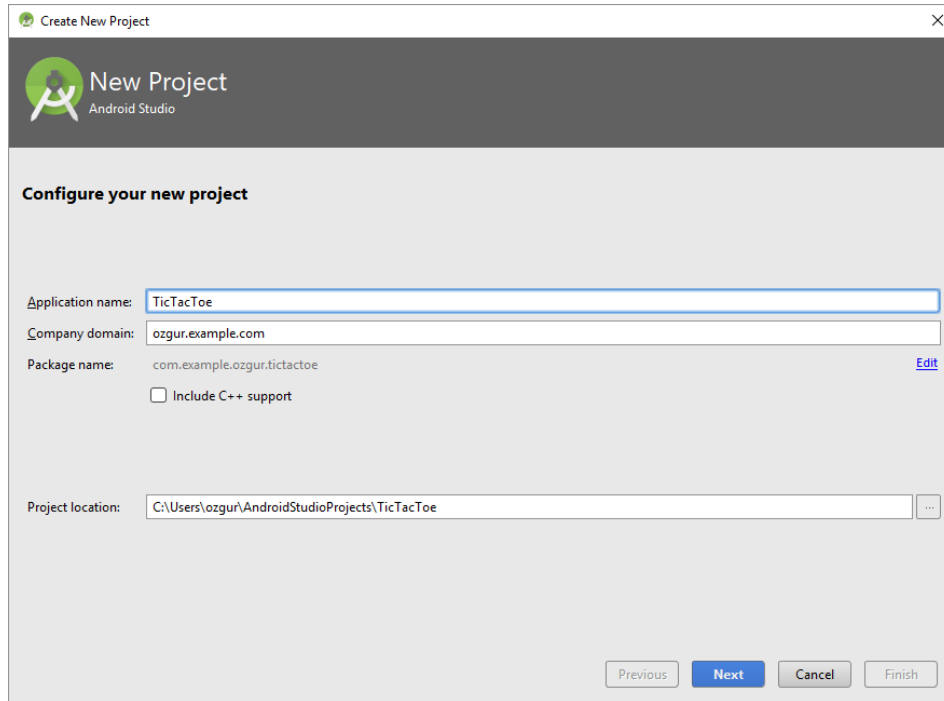 Create New Project
New Project
Android Studio
Configure your new project
Application name: TicTacToe
Company domain: ozgur.example.com
Package name: com.example.ozgur.tictactoe Edit
Include C++ support
Project location: C:\Users\ozgur\AndroidStudioProjects\TicTacToe ...
Previous Next Cancel Finish